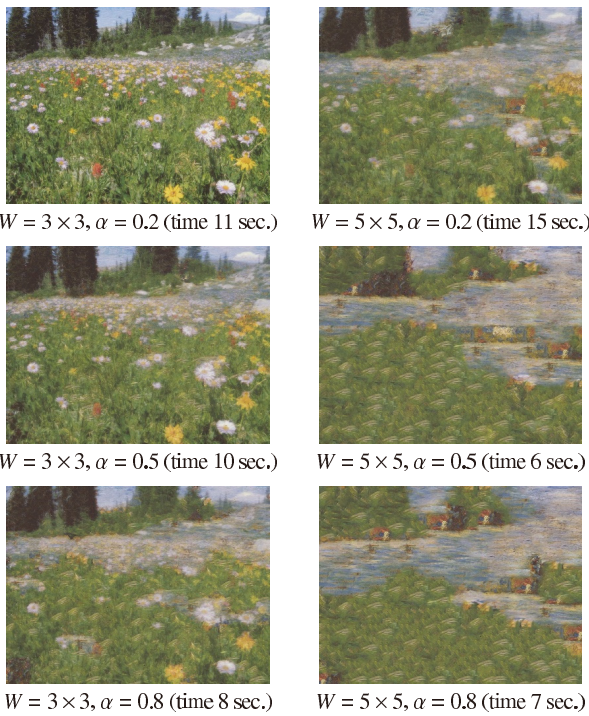 W = 3 × 3, α = 0.2 (time 11 sec.)
W = 5 × 5, α = 0.2 (time 15 sec.)
W = 3 × 3, α = 0.5 (time 10 sec.)
W = 5 × 5, α = 0.5 (time 6 sec.)
W = 3 × 3, α = 0.8 (time 8 sec.)
W = 5 × 5, α = 0.8 (time 7 sec.)